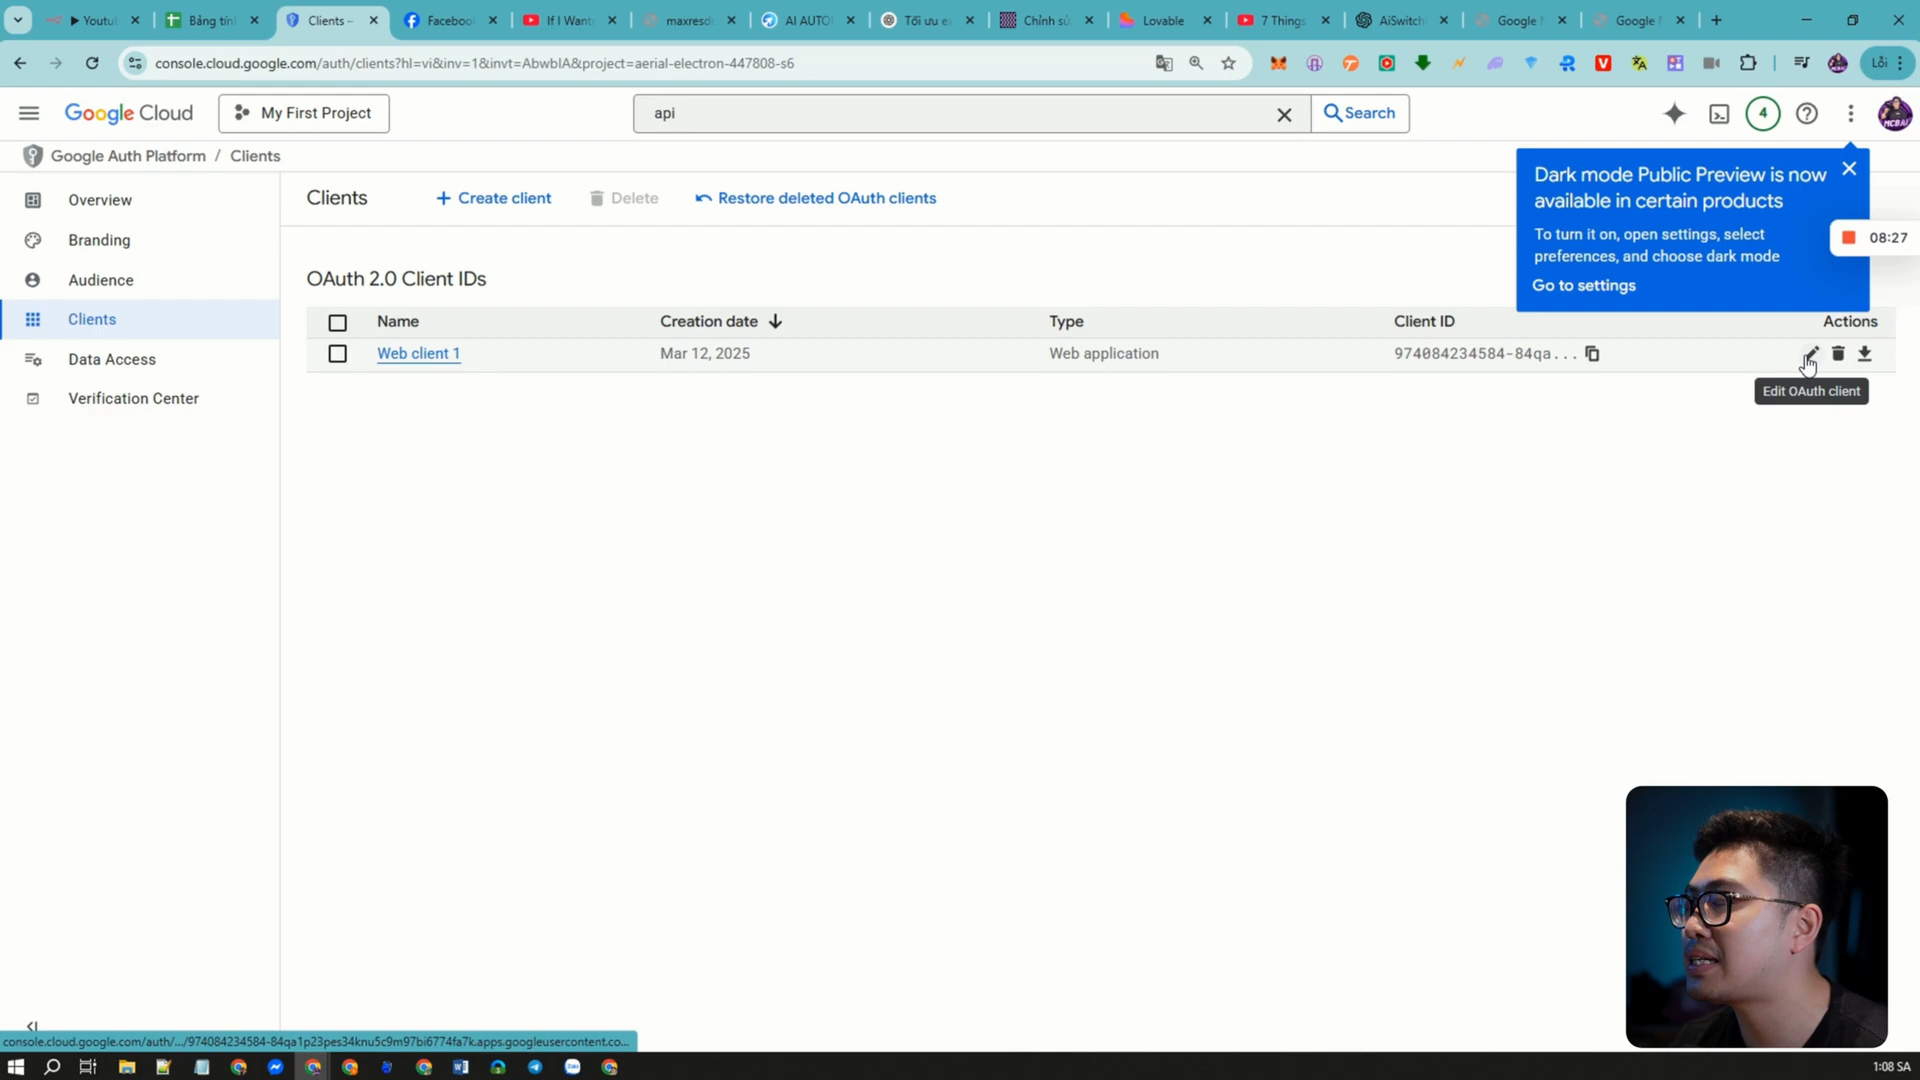 Youtu
Bảng tín
Clients –
Faceboo
If I Want
maxresd
AI AUTO
Tối ưu e
Chỉnh sử
Lovable
7 Things
AiSwitch
Google
Google
console.cloud.google.com/auth/clients?hl=vi&inv=1&invt=AbwbIA&project=aerial-electron-447808-s6
Lỗi
Google Cloud
My First Project
api
Search
4
Google Auth Platform / Clients
Overview
Branding
Audience
Clients
Data Access
Verification Center
Clients
+ Create client
Delete
Restore deleted OAuth clients
Dark mode Public Preview is now
available in certain products
To turn it on, open settings, select
preferences, and choose dark mode
Go to settings
08:27
OAuth 2.0 Client IDs
Name
Creation date
Type
Client ID
Actions
Web client 1
Mar 12, 2025
Web application
974084234584-84qa...
Edit OAuth client
console.cloud.google.com/auth/.../974084234584-84qa1p23pes34knu5c9m97bi6774fa7k.apps.googleusercontent.co...
1:08 SA